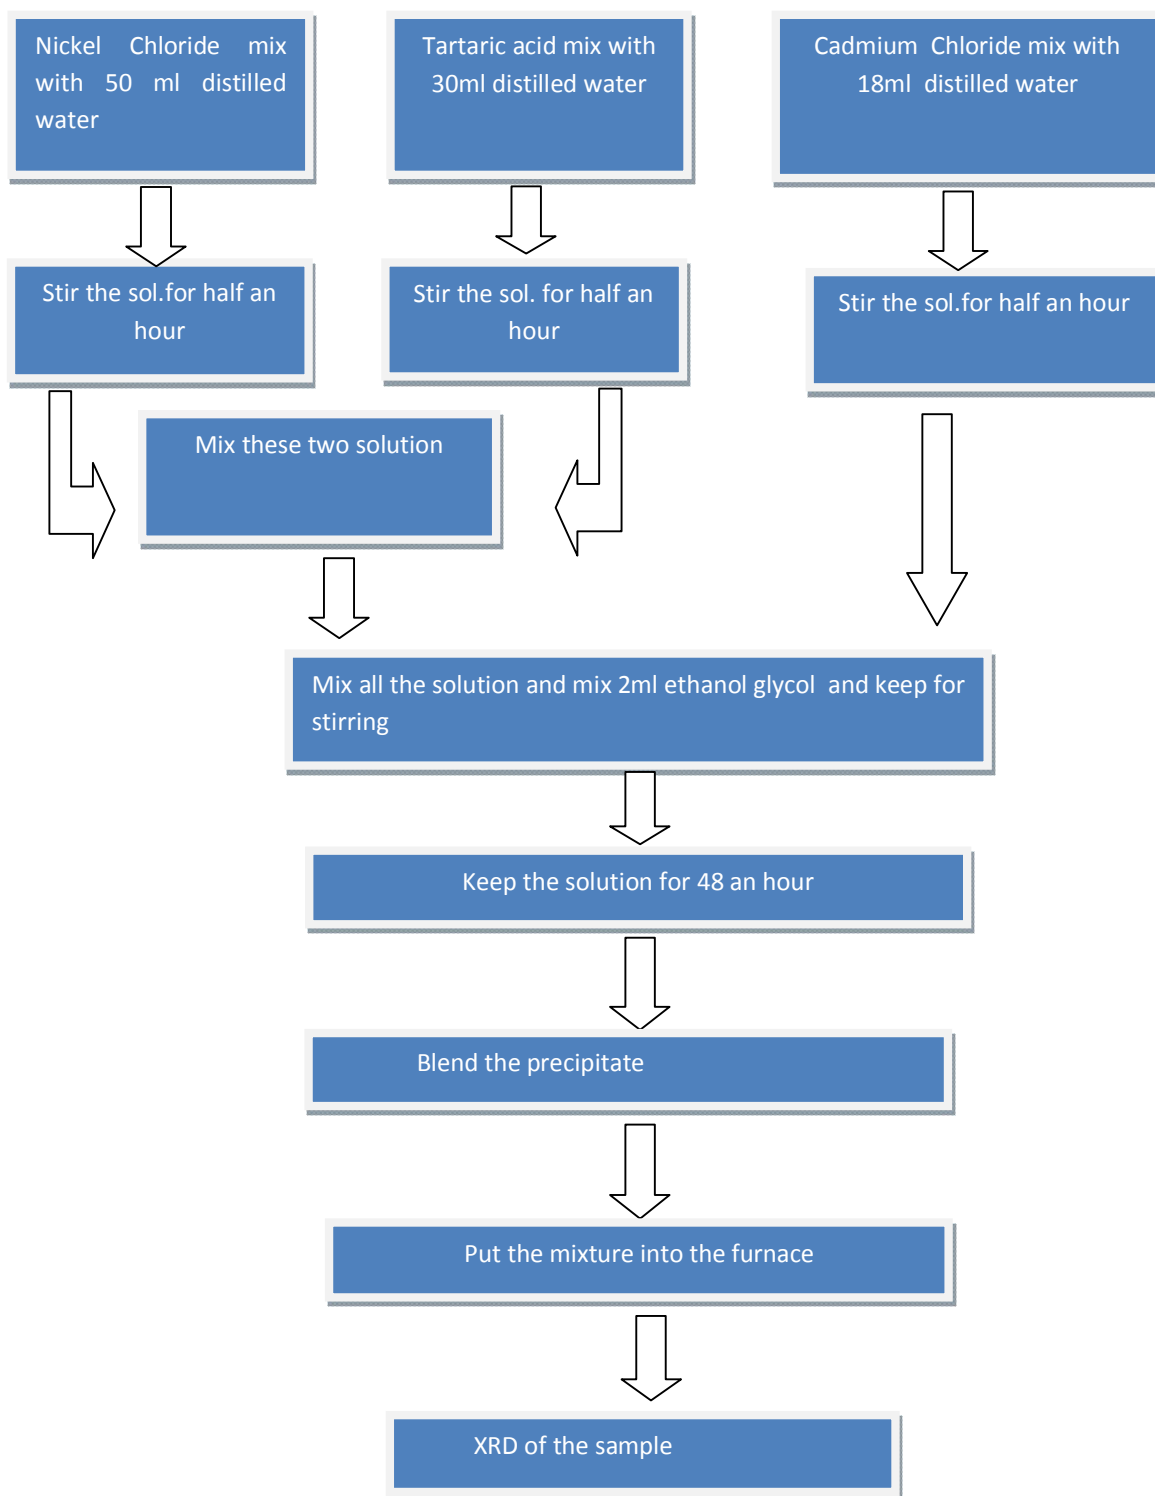 Nickel Chloride mix
with 50 ml distilled
water
Tartaric acid mix with
30ml distilled water
Cadmium Chloride mix with
18ml distilled water
Stir the sol.for half an
hour
Stir the sol. for half an
hour
Stir the sol.for half an hour
Mix these two solution
Mix all the solution and mix 2ml ethanol glycol and keep for
stirring
Keep the solution for 48 an hour
Blend the precipitate
Put the mixture into the furnace
XRD of the sample